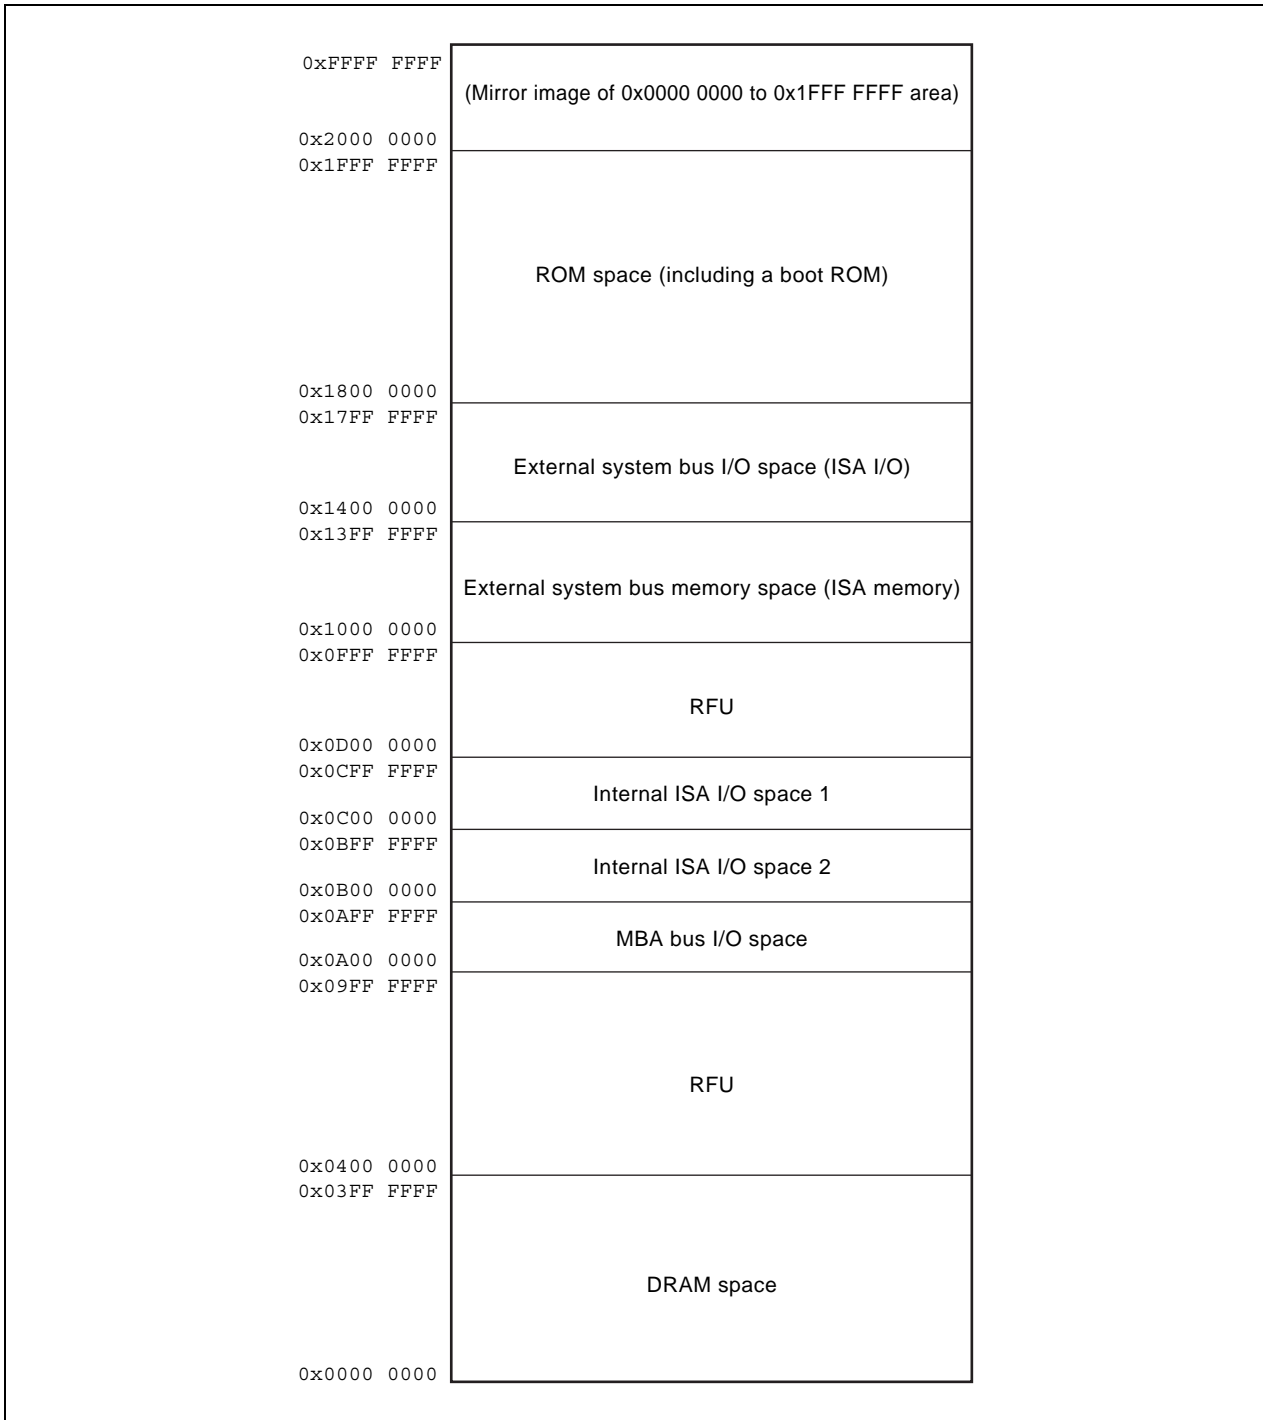 0xFFFF FFFF
(Mirror image of 0x0000 0000 to 0x1FFF FFFF area)
0x2000 0000
0x1FFF FFFF
ROM space (including a boot ROM)
0x1800 0000
0x17FF FFFF
External system bus I/O space (ISA I/O)
0x1400 0000
0x13FF FFFF
External system bus memory space (ISA memory)
0x1000 0000
0x0FFF FFFF
RFU
0x0D00 0000
0x0CFF FFFF
Internal ISA I/O space 1
0x0C00 0000
0x0BFF FFFF
Internal ISA I/O space 2
0x0B00 0000
0x0AFF FFFF
MBA bus I/O space
0x0A00 0000
0x09FF FFFF
RFU
0x0400 0000
0x03FF FFFF
DRAM space
0x0000 0000